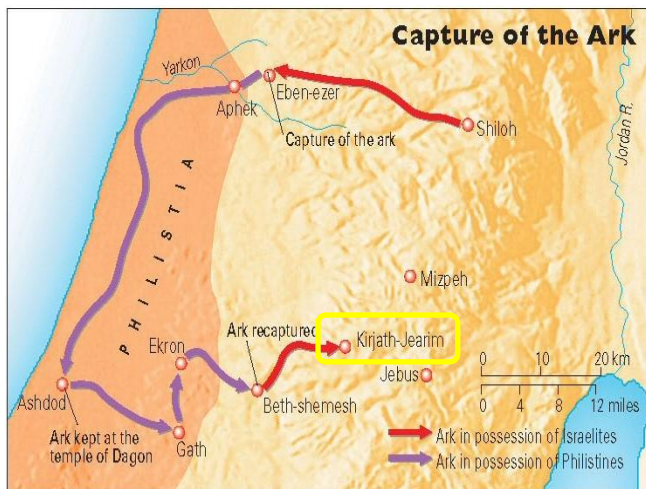 Capture of the Ark
Yarkon
Eben-ezer
Aphek
Capture of the ark
Shiloh
Jordan R.
PHILISTIA
Mizpeh
Ark recaptured
Kirjath-Jearim
Ekron
Jebus
0 10 20 km
0 4 8 12 miles
Ashdod
Beth-shemesh
Ark kept at the
temple of Dagon
Gath
Ark in possession of Israelites
Ark in possession of Philistines